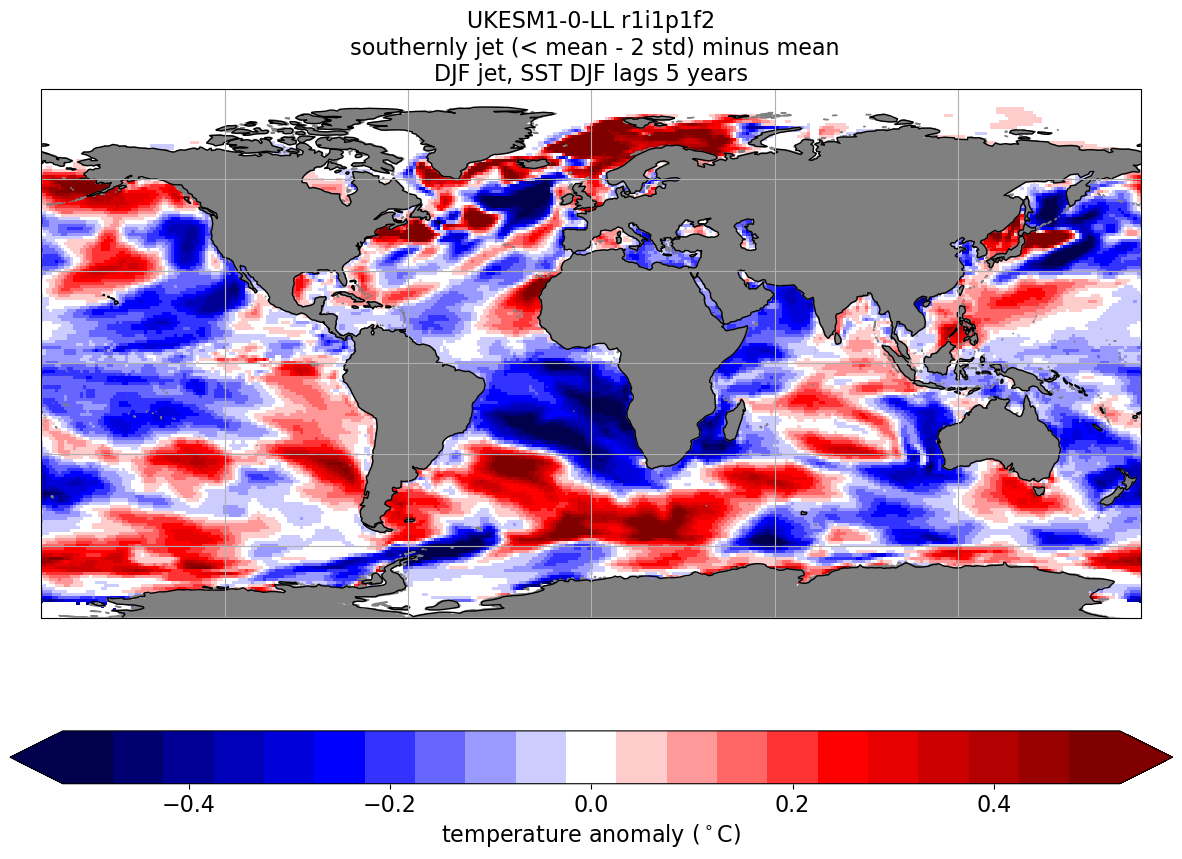 UKESM1-0-LL r1i1p1f2
southernly jet (< mean - 2 std) minus mean
DJF jet, SST DJF lags 5 years
−0.4 −0.2 0.0 0.2 0.4
temperature anomaly (°C)